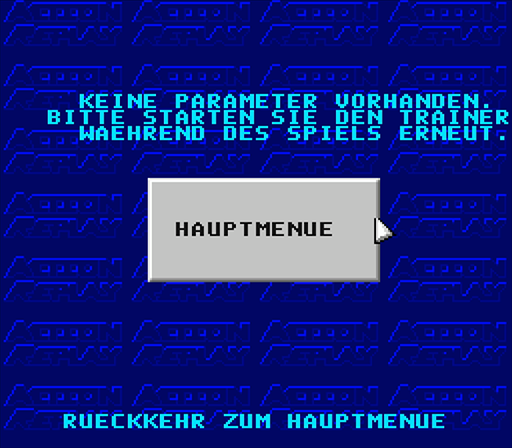 KEINE PARAMETER VORHANDEN.
BITTE STARTEN SIE DEN TRAINER
WAEHREND DES SPIELS ERNEUT.
HAUPTMENUE
RUECKKEHR ZUM HAUPTMENUE